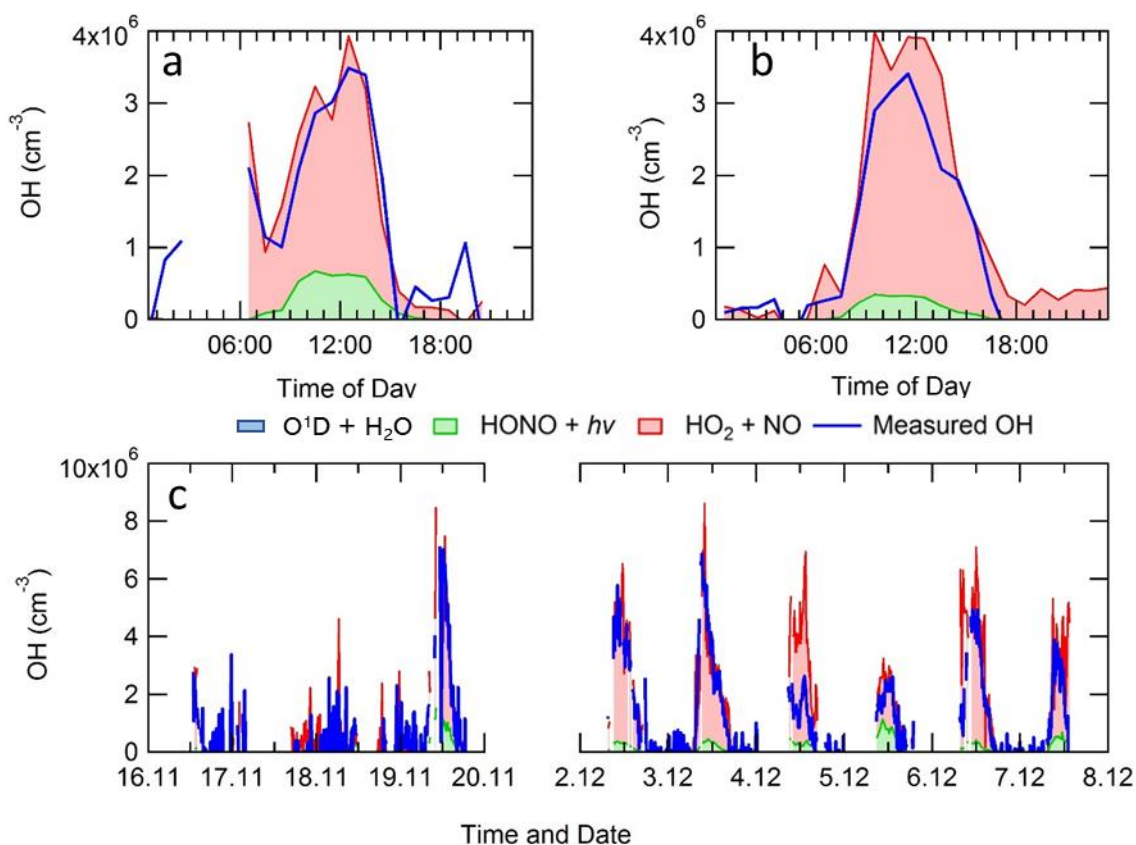 4x10⁶
3
2
1
0
OH (cm⁻³)
a
06:00 12:00 18:00
Time of Dav
4x10⁶
3
2
1
0
OH (cm⁻³)
b
06:00 12:00 18:00
Time of Day
O¹D + H₂O HONO + hv HO₂ + NO Measured OH
10x10⁶
8
6
4
2
0
OH (cm⁻³)
c
16.11 17.11 18.11 19.11 20.11 2.12 3.12 4.12 5.12 6.12 7.12 8.12
Time and Date